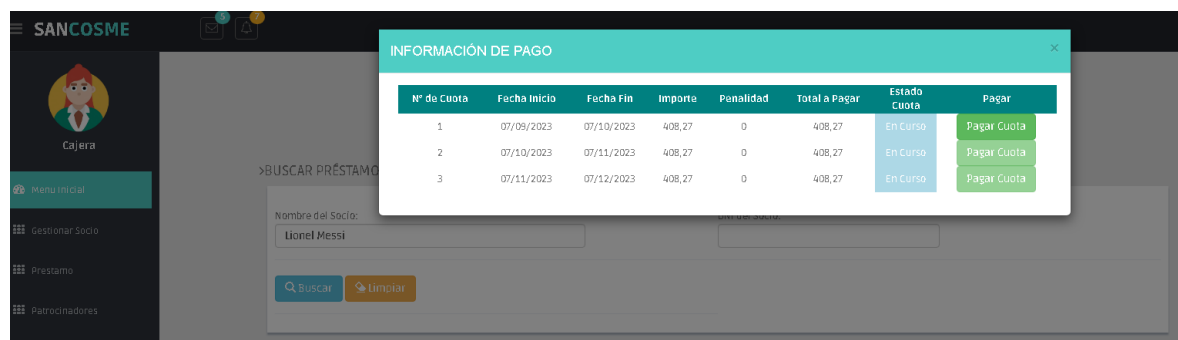 SANCOSME
5
7
INFORMACIÓN DE PAGO
×
N° de Cuota Fecha Inicio Fecha Fin Importe Penalidad Total a Pagar Estado Cuota Pagar
1 07/09/2023 07/10/2023 408,27 0 408,27 En Curso Pagar Cuota
2 07/10/2023 07/11/2023 408,27 0 408,27 En Curso Pagar Cuota
3 07/11/2023 07/12/2023 408,27 0 408,27 En Curso Pagar Cuota
Cajera
>BUSCAR PRÉSTAMO
Menu Inicial
Nombre del Socio: DNI del Socio:
Gestionar Socio
Lionel Messi
Prestamo
Buscar Limpiar
Patrocinadores